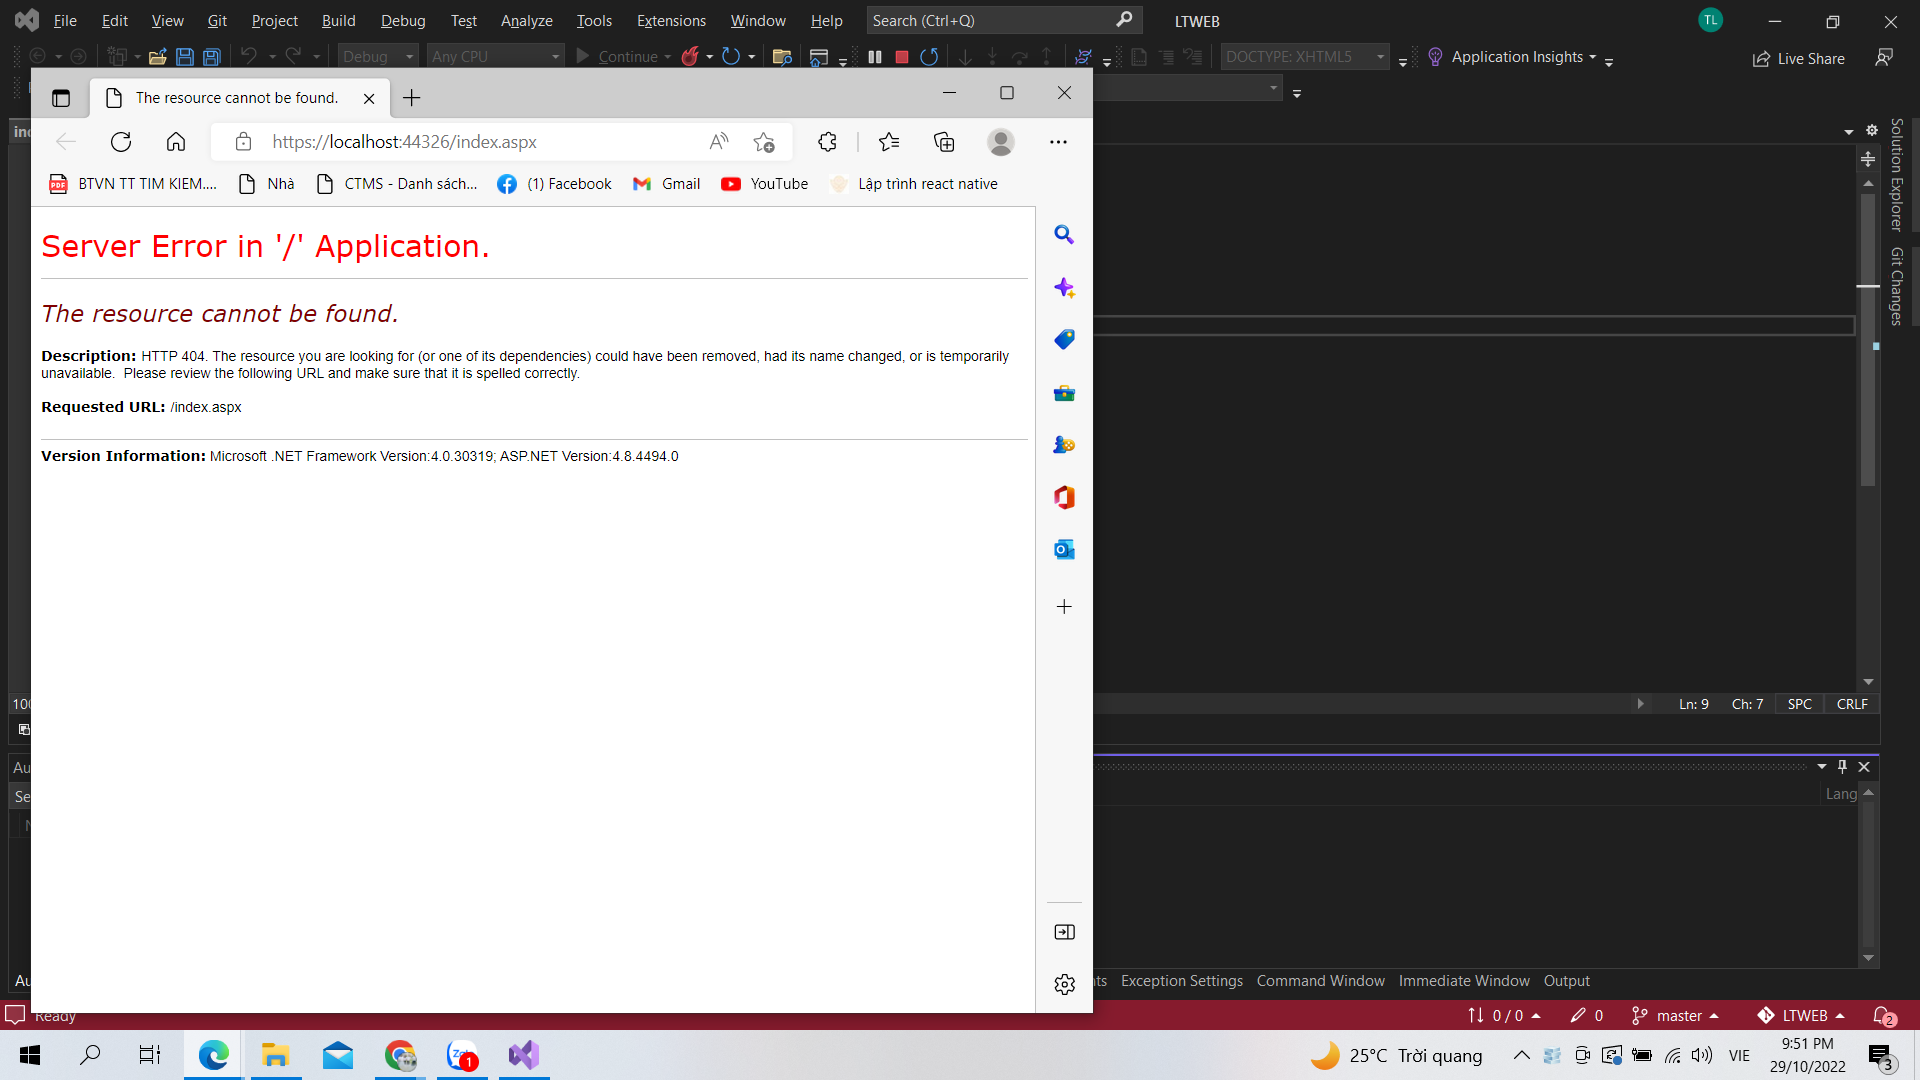 File Edit View Git Project Build Debug Test Analyze Tools Extensions Window Help Search (Ctrl+Q) LTWEB TL
Debug Any CPU Continue DOCTYPE: XHTML5 Application Insights Live Share
The resource cannot be found.
https://localhost:44326/index.aspx
BTVN TT TIM KIEM.... Nhà CTMS - Danh sách... (1) Facebook Gmail YouTube Lập trình react native
Server Error in '/' Application.
The resource cannot be found.
Description: HTTP 404. The resource you are looking for (or one of its dependencies) could have been removed, had its name changed, or is temporarily
unavailable. Please review the following URL and make sure that it is spelled correctly.
Requested URL: /index.aspx
Version Information: Microsoft .NET Framework Version:4.0.30319; ASP.NET Version:4.8.4494.0
Solution Explorer
Git Changes
Ln: 9 Ch: 7 SPC CRLF
Lang
Exception Settings Command Window Immediate Window Output
Ready 0 / 0 0 master LTWEB 2
25°C Trời quang VIE 9:51 PM
29/10/2022 3